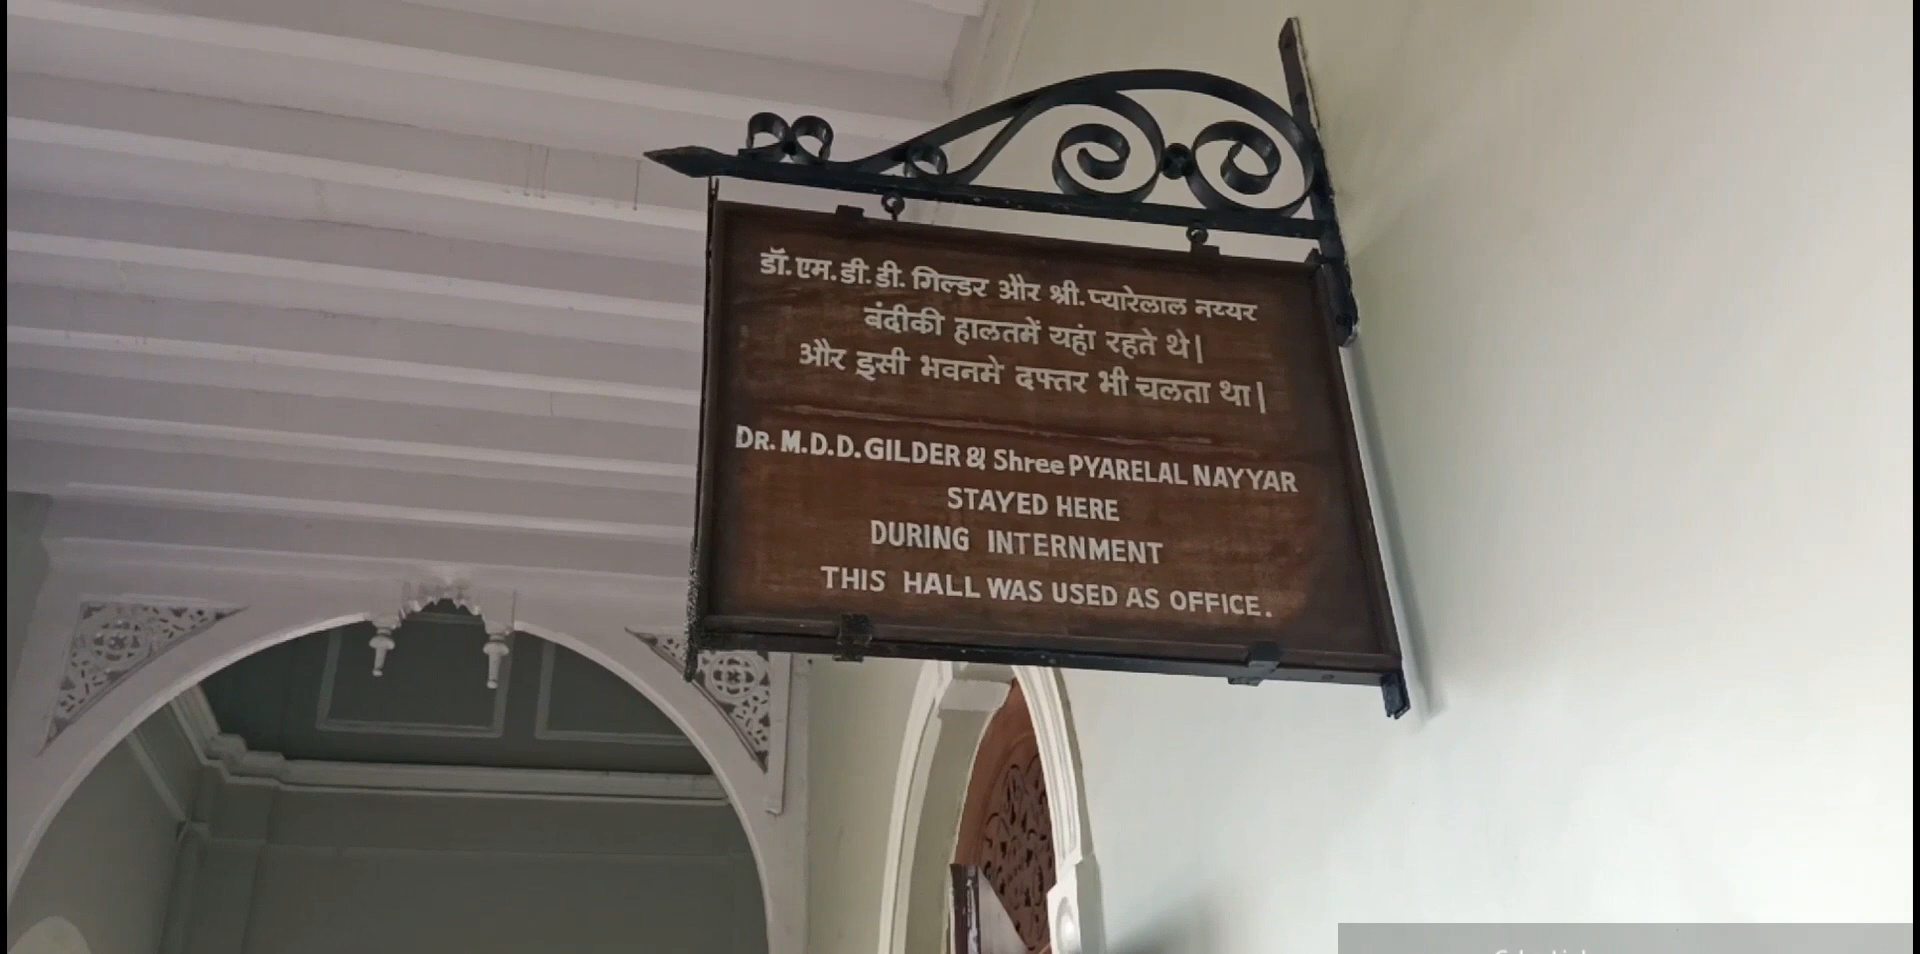 डॉ.एम.डी.डी. गिल्डर और श्री.प्यारेलाल नय्यर
बंदीकी हालतमें यहां रहते थे|
और इसी भवनमे दफ्तर भी चलता था|
DR. M.D.D. GILDER & Shree PYARELAL NAYYAR
STAYED HERE
DURING INTERNMENT
THIS HALL WAS USED AS OFFICE.